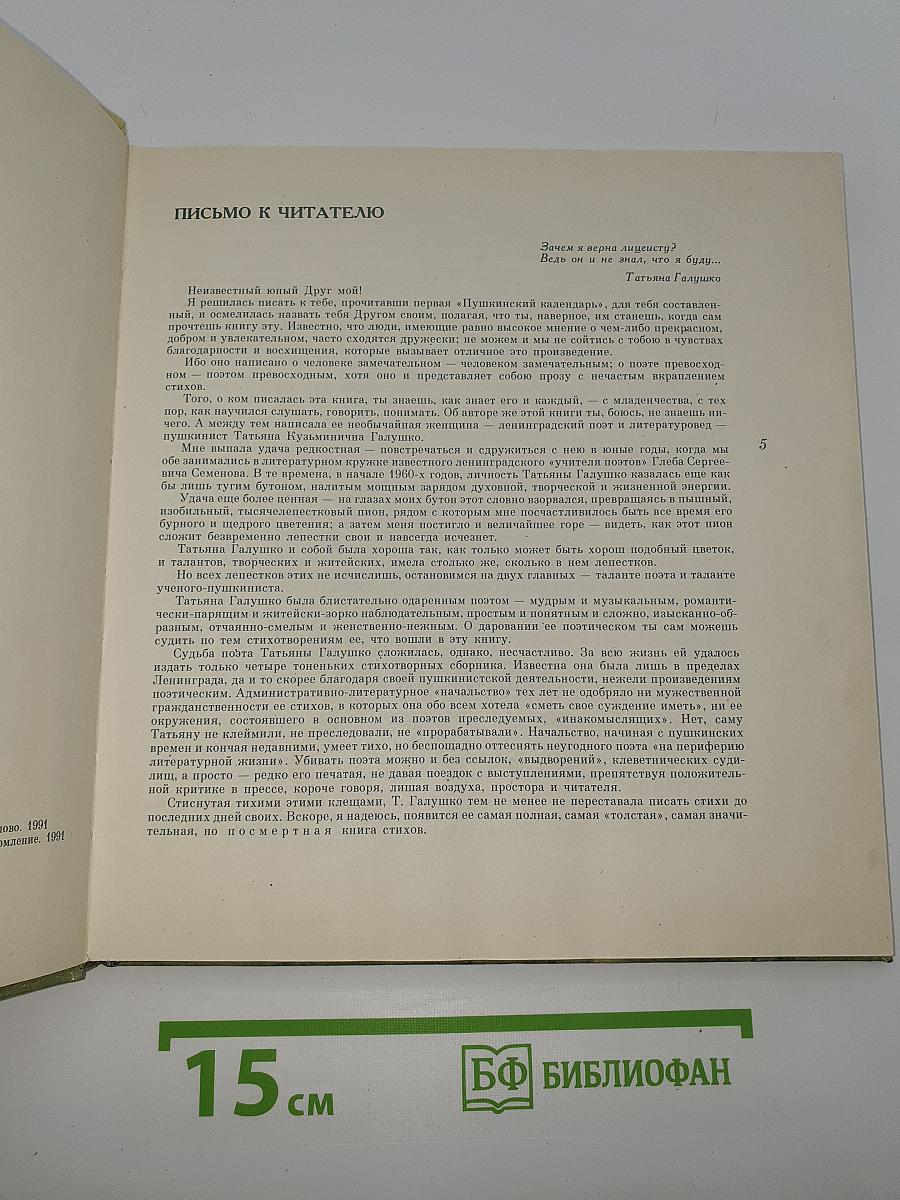 ПИСЬМО К ЧИТАТЕЛЮ
Зачем я верна лицеисту?
Ведь он и не знал, что я буду...
Татьяна Галушко
Неизвестный юный Друг мой!
Я решилась писать к тебе, прочитавши первая «Пушкинский календарь», для тебя составлен-
ный, и осмелилась назвать тебя Другом своим, полагая, что ты, наверное, им станешь, когда сам
прочтешь книгу эту. Известно, что люди, имеющие равно высокое мнение о чем-либо прекрасном,
добром и увлекательном, часто сходятся дружески; не можем и мы не сойтись с тобою в чувствах
благодарности и восхищения, которые вызывает отличное это произведение.
Ибо оно написано о человеке замечательном — человеком замечательным; о поэте превосход-
ном — поэтом превосходным, хотя оно и представляет собою прозу с нечастым вкраплением
стихов.
Того, о ком писалась эта книга, ты знаешь, как знает его и каждый, — с младенчества, с тех
пор, как научился слушать, говорить, понимать. Об авторе же этой книги ты, боюсь, не знаешь ни-
чего. А между тем написала ее необычайная женщина — ленинградский поэт и литературовед —
пушкинист Татьяна Кузьминична Галушко.
5
Мне выпала удача редкостная — повстречаться и сдружиться с нею в юные годы, когда мы
обе занимались в литературном кружке известного ленинградского «учителя поэтов» Глеба Сергее-
вича Семенова. В те времена, в начале 1960-х годов, личность Татьяны Галушко казалась еще как
бы лишь тугим бутоном, налитым мощным зарядом духовной, творческой и жизненной энергии.
Удача еще более ценная — на глазах моих бутон этот словно взорвался, превращаясь в пышный,
изобильный, тысячелепестковый пион, рядом с которым мне посчастливилось быть все время его
бурного и щедрого цветения; а затем меня постигло и величайшее горе — видеть, как этот пион
сложит безвременно лепестки свои и навсегда исчезнет.
Татьяна Галушко и собой была хороша так, как только может быть хорош подобный цветок,
и талантов, творческих и житейских, имела столько же, сколько в нем лепестков.
Но всех лепестков этих не исчислишь, остановимся на двух главных — таланте поэта и таланте
ученого-пушкиниста.
Татьяна Галушко была блистательно одаренным поэтом — мудрым и музыкальным, романти-
чески-парящим и житейски-зорко наблюдательным, простым и понятным и сложно, изысканно-об-
разным, отчаянно-смелым и женственно-нежным. О даровании ее поэтическом ты сам можешь
судить по тем стихотворениям ее, что вошли в эту книгу.
Судьба поэта Татьяны Галушко сложилась, однако, несчастливо. За всю жизнь ей удалось
издать только четыре тоненьких стихотворных сборника. Известна она была лишь в пределах
Ленинграда, да и то скорее благодаря своей пушкинистской деятельности, нежели произведениям
поэтическим. Административно-литературное «начальство» тех лет не одобряло ни мужественной
гражданственности ее стихов, в которых она обо всем хотела «сметь свое суждение иметь», ни ее
окружения, состоявшего в основном из поэтов преследуемых, «инакомыслящих». Нет, саму
Татьяну не клеймили, не преследовали, не «прорабатывали». Начальство, начиная с пушкинских
времен и кончая недавними, умеет тихо, но беспощадно оттеснять неугодного поэта «на периферию
литературной жизни». Убивать поэта можно и без ссылок, «выдворений», клеветнических суди-
лищ, а просто — редко его печатая, не давая поездок с выступлениями, препятствуя положитель-
ной критике в прессе, короче говоря, лишая воздуха, простора и читателя.
Стиснутая тихими этими клещами, Т. Галушко тем не менее не переставала писать стихи до
последних дней своих. Вскоре, я надеюсь, появится ее самая полная, самая «толстая», самая значи-
тельная, но посмертная книга стихов.
1991
1991
15 см
БФ БИБЛИОФАН